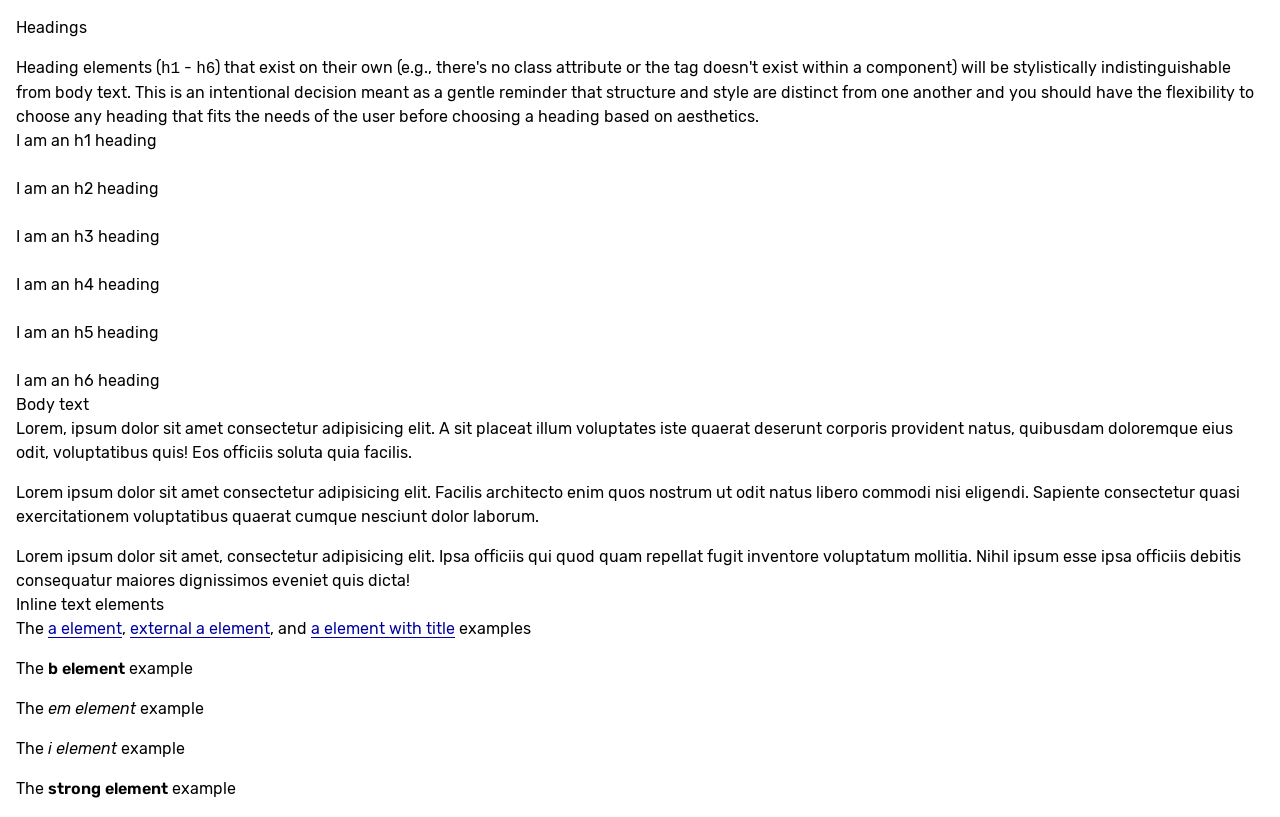 Headings
Heading elements (h1 - h6) that exist on their own (e.g., there's no class attribute or the tag doesn't exist within a component) will be stylistically indistinguishable
from body text. This is an intentional decision meant as a gentle reminder that structure and style are distinct from one another and you should have the flexibility to
choose any heading that fits the needs of the user before choosing a heading based on aesthetics.
I am an h1 heading
I am an h2 heading
I am an h3 heading
I am an h4 heading
I am an h5 heading
I am an h6 heading
Body text
Lorem, ipsum dolor sit amet consectetur adipisicing elit. A sit placeat illum voluptates iste quaerat deserunt corporis provident natus, quibusdam doloremque eius
odit, voluptatibus quis! Eos officiis soluta quia facilis.
Lorem ipsum dolor sit amet consectetur adipisicing elit. Facilis architecto enim quos nostrum ut odit natus libero commodi nisi eligendi. Sapiente consectetur quasi
exercitationem voluptatibus quaerat cumque nesciunt dolor laborum.
Lorem ipsum dolor sit amet, consectetur adipisicing elit. Ipsa officiis qui quod quam repellat fugit inventore voluptatum mollitia. Nihil ipsum esse ipsa officiis debitis
consequatur maiores dignissimos eveniet quis dicta!
Inline text elements
The a element, external a element, and a element with title examples
The b element example
The em element example
The i element example
The strong element example